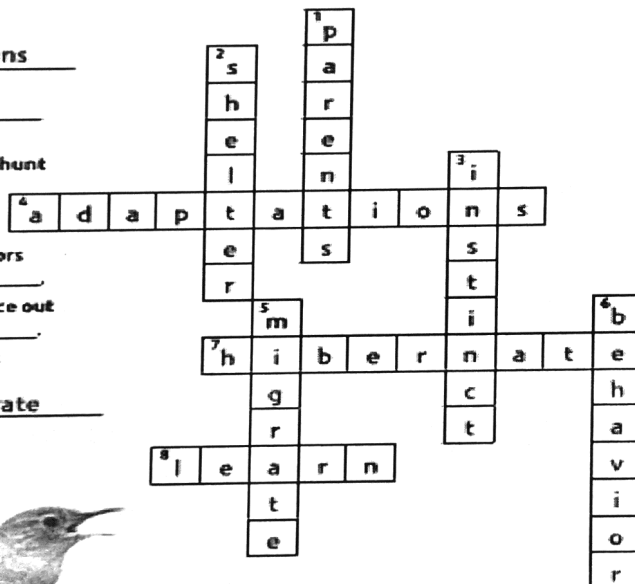 ns
hunt
ors
ce out
ate
1 parents
2 shelter
3 instinct
4 adaptations
5 migrate
6 behavior
7 hibernate
8 learn